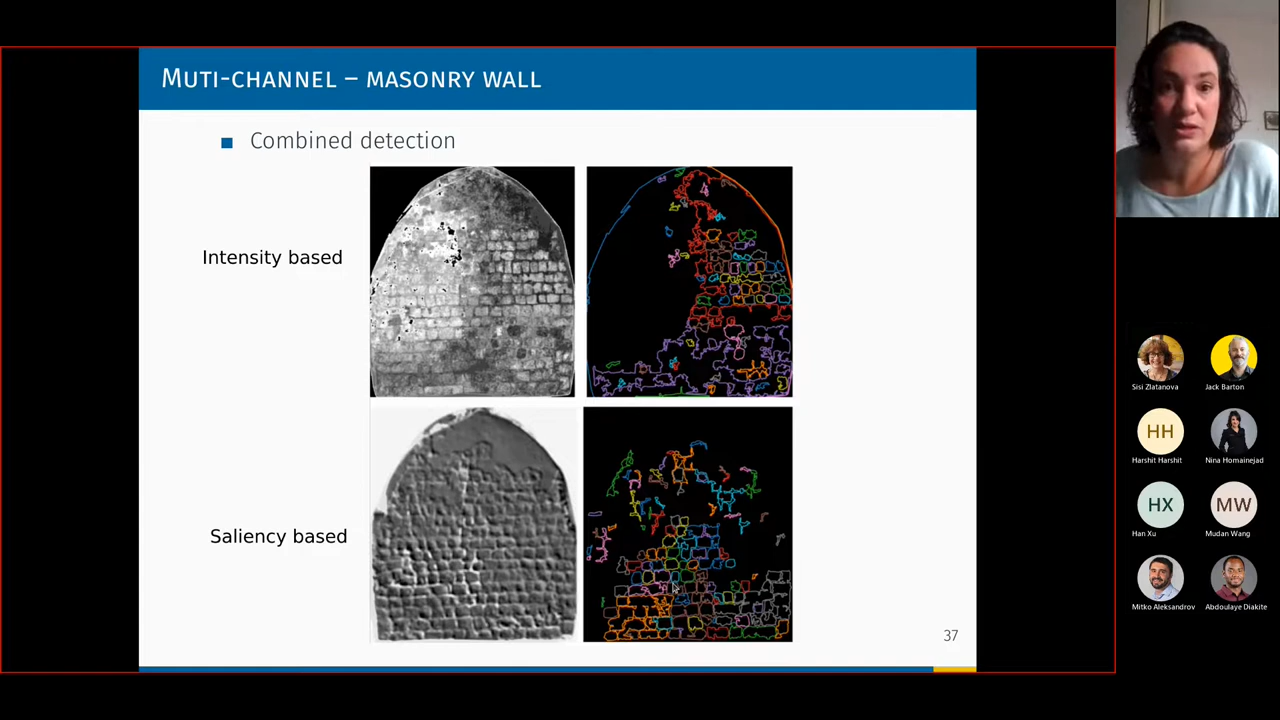 Muti-channel – masonry wall
Combined detection
Intensity based
Saliency based
37
Sisi Zlatanova
Jack Barton
HH
Harshit Harshit
Nina Homainejad
HX
MW
Han Xu
Mudan Wang
Mitko Aleksandrov
Abdoulaye Diakite